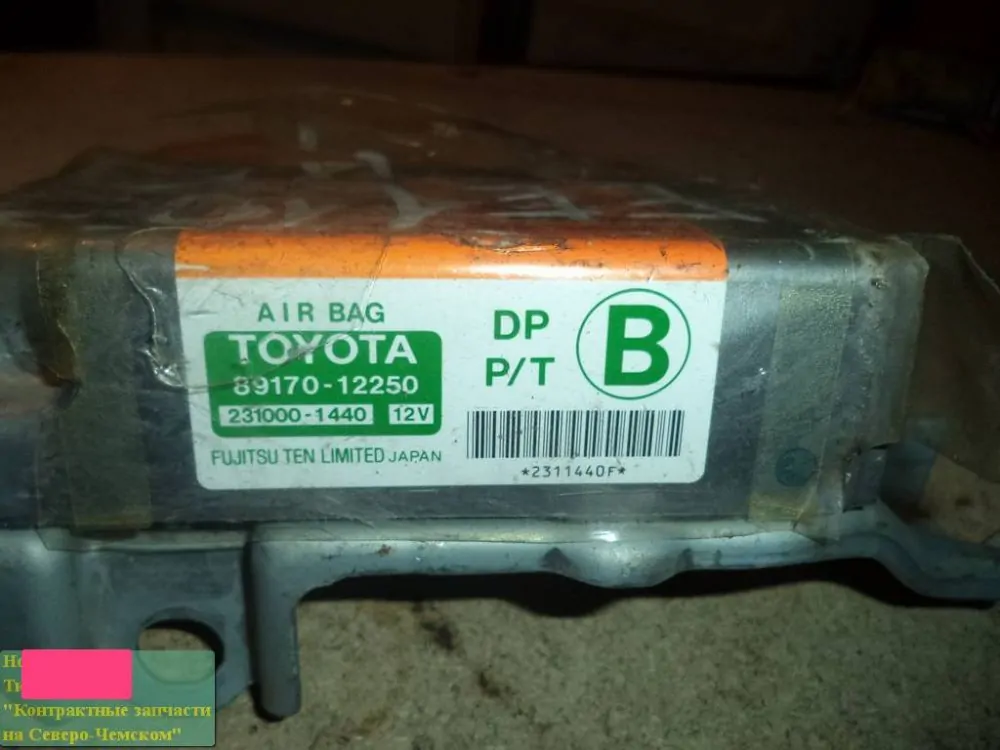 AIR BAG
TOYOTA
89170-12250
231000-1440 12V
FUJITSU TEN LIMITED JAPAN
DP
P/T
B
*2311440F*
"Контрактные запчасти
на Северо-Чемском"